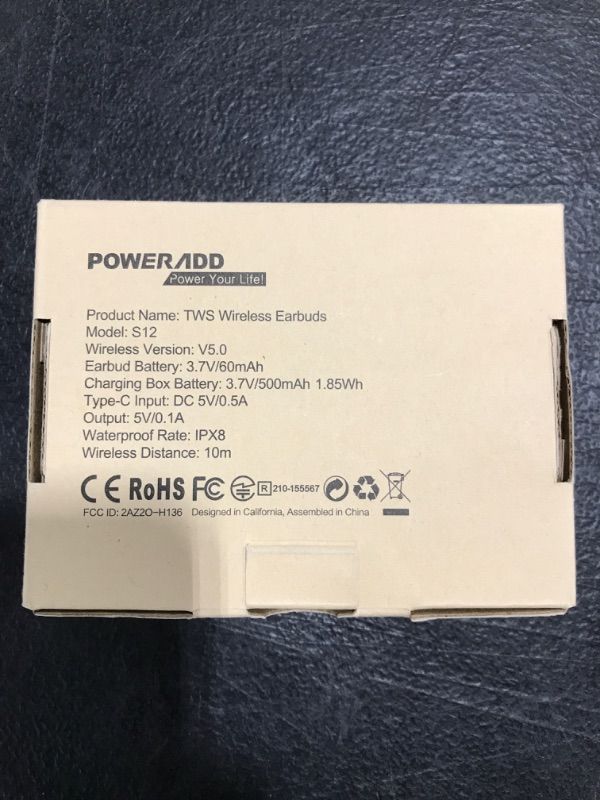 POWERADD
Power Your Life!
Product Name: TWS Wireless Earbuds
Model: S12
Wireless Version: V5.0
Earbud Battery: 3.7V/60mAh
Charging Box Battery: 3.7V/500mAh 1.85Wh
Type-C Input: DC 5V/0.5A
Output: 5V/0.1A
Waterproof Rate: IPX8
Wireless Distance: 10m
CE RoHS FC R 210-155567
FCC ID: 2AZ2O-H136 Designed in California, Assembled in China